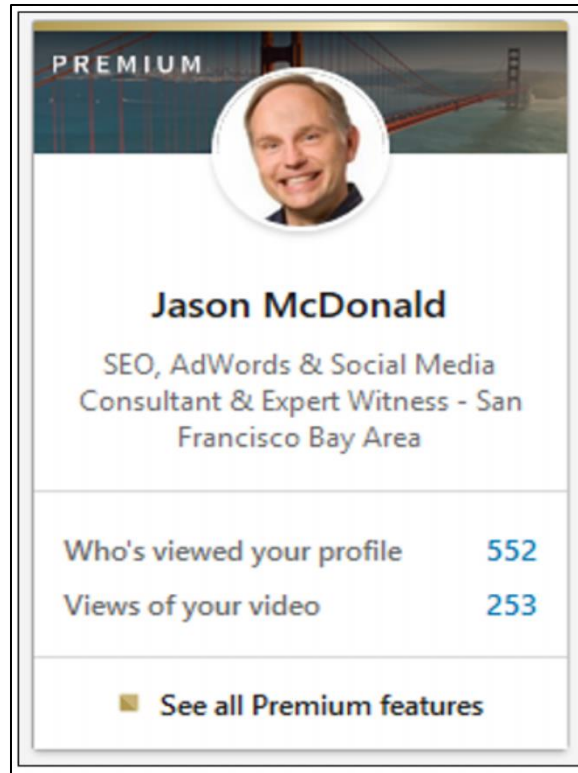 PREMIUM
Jason McDonald
SEO, AdWords & Social Media
Consultant & Expert Witness - San
Francisco Bay Area
Who's viewed your profile 552
Views of your video 253
See all Premium features